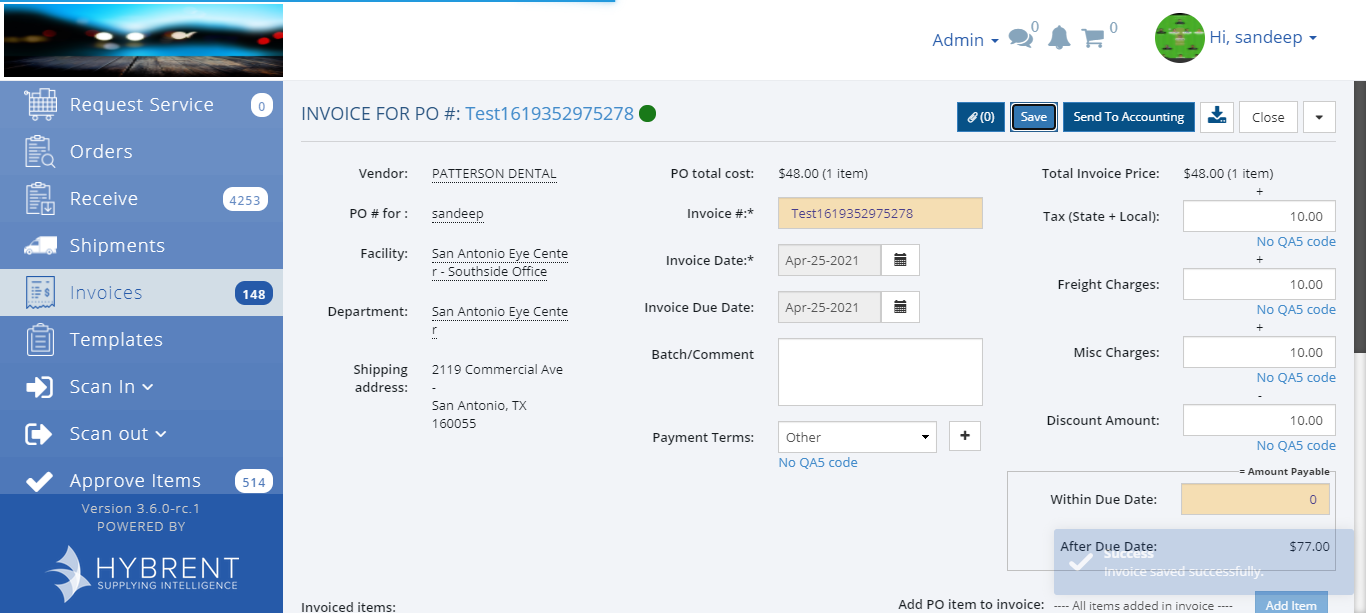 Admin
0
0
Hi, sandeep
Request Service
0
Orders
Receive
4253
Shipments
Invoices
148
Templates
Scan In
Scan out
Approve Items
514
Version 3.6.0-rc.1
POWERED BY
HYBRENT
SUPPLYING INTELLIGENCE
INVOICE FOR PO #: Test1619352975278
(0)
Save
Send To Accounting
Close
Vendor:
PATTERSON DENTAL
PO # for :
sandeep
Facility:
San Antonio Eye Cente
r - Southside Office
Department:
San Antonio Eye Cente
r
Shipping
address:
2119 Commercial Ave
-
San Antonio, TX
160055
PO total cost:
$48.00 (1 item)
Invoice #:*
Test1619352975278
Invoice Date:*
Apr-25-2021
Invoice Due Date:
Apr-25-2021
Batch/Comment
Payment Terms:
Other
+
No QA5 code
Total Invoice Price:
$48.00 (1 item)
+
Tax (State + Local):
10.00
No QA5 code
+
Freight Charges:
10.00
No QA5 code
+
Misc Charges:
10.00
No QA5 code
-
Discount Amount:
10.00
No QA5 code
= Amount Payable
Within Due Date:
0
After Due Date:
$77.00
Success
Invoice saved successfully.
Invoiced items:
Add PO item to invoice:
---- All items added in invoice ----
Add Item